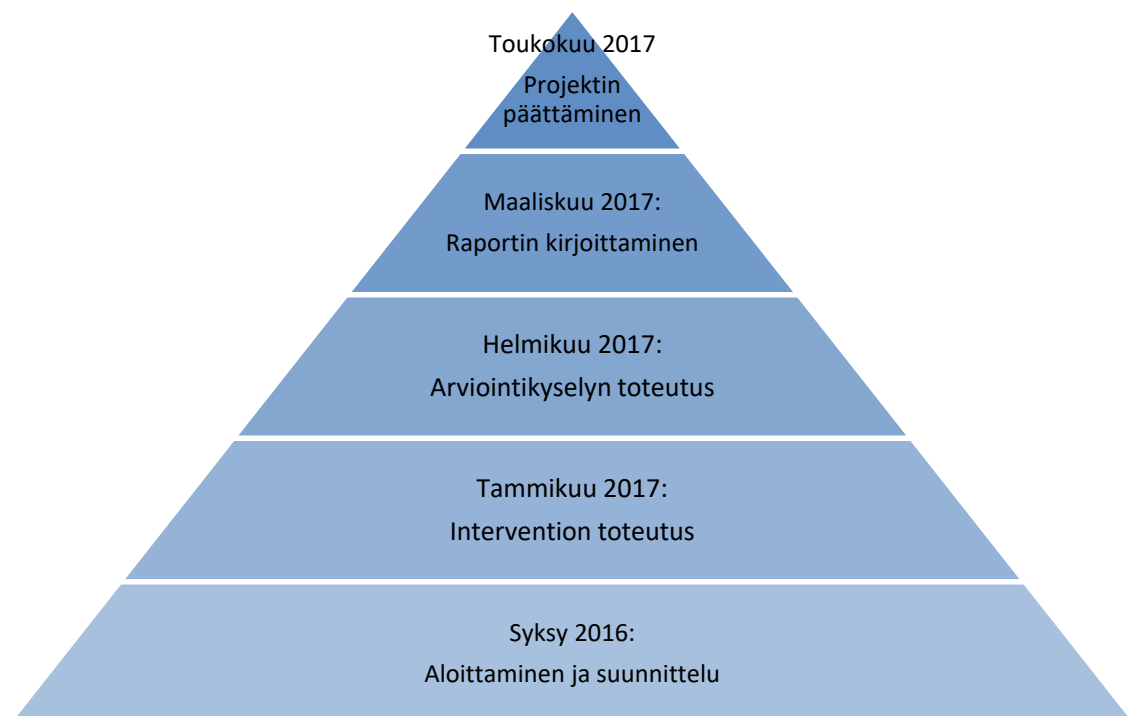 Toukokuu 2017
Projektin
päättäminen
Maaliskuu 2017:
Raportin kirjoittaminen
Helmikuu 2017:
Arviointikyselyn toteutus
Tammikuu 2017:
Intervention toteutus
Syksy 2016:
Aloittaminen ja suunnittelu